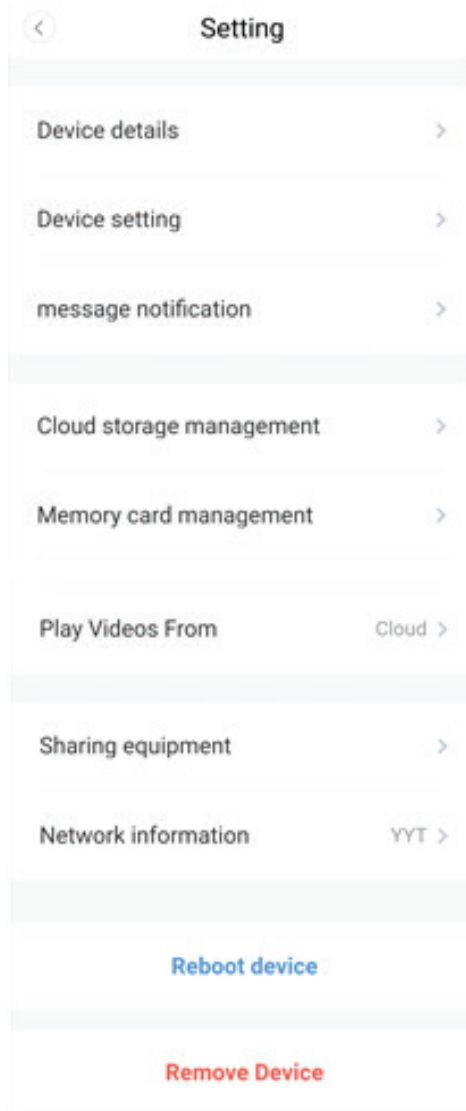 Setting
Device details
Device setting
message notification
Cloud storage management
Memory card management
Play Videos From Cloud
Sharing equipment
Network information YYT
Reboot device
Remove Device